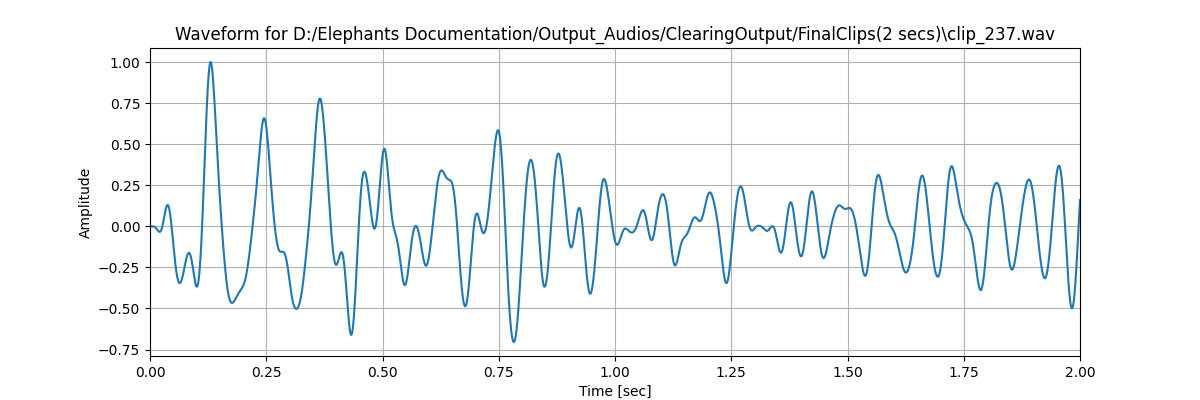 Waveform for D:/Elephants Documentation/Output_Audios/ClearingOutput/FinalClips(2 secs)\clip_237.wav
1.00
0.75
0.50
0.25
0.00
−0.25
−0.50
−0.75
Amplitude
0.00 0.25 0.50 0.75 1.00 1.25 1.50 1.75 2.00
Time [sec]